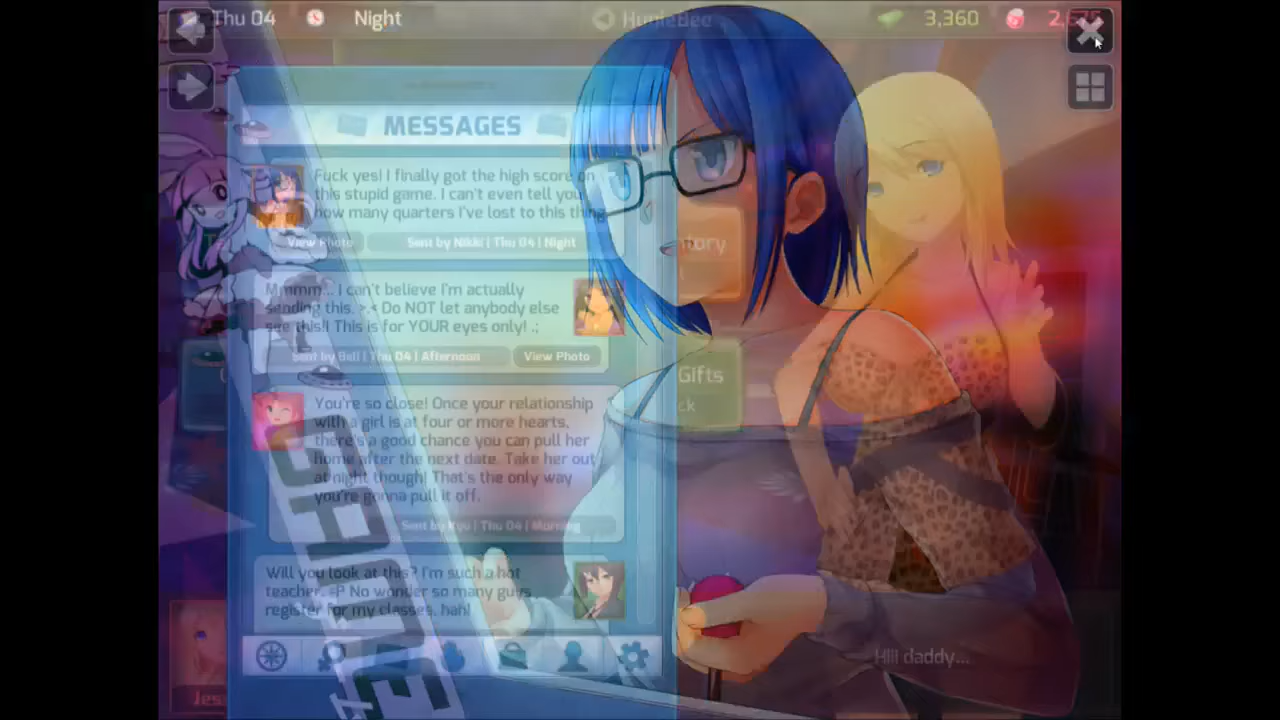 Thu 04
Night
HunieBee
3,360
2,675
MESSAGES
Fuck yes! I finally got the high score on
this stupid game. I can't even tell you
how many quarters I've lost to this thing
View Photo
Sent by Nikki | Thu 04 | Night
Mmmm... I can't believe I'm actually
sending this. >.< Do NOT let anybody else
see this!! This is for YOUR eyes only! .;
Sent by Beli | Thu 04 | Afternoon
View Photo
You're so close! Once your relationship
with a girl is at four or more hearts,
there's a good chance you can pull her
home after the next date. Take her out
at night though! That's the only way
you're gonna pull it off.
Sent by Kyu | Thu 04 | Morning
Will you look at this? I'm such a hot
teacher. =P No wonder so many guys
register for my classes, hah!
Gifts
GAME
Jes
Hiii daddy...